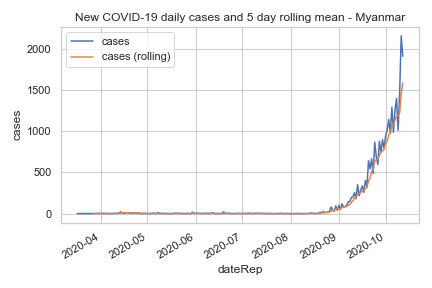 New COVID-19 daily cases and 5 day rolling mean - Myanmar
cases
cases (rolling)
2000
1500
1000
500
0
cases
2020-04
2020-05
2020-06
2020-07
2020-08
2020-09
2020-10
dateRep